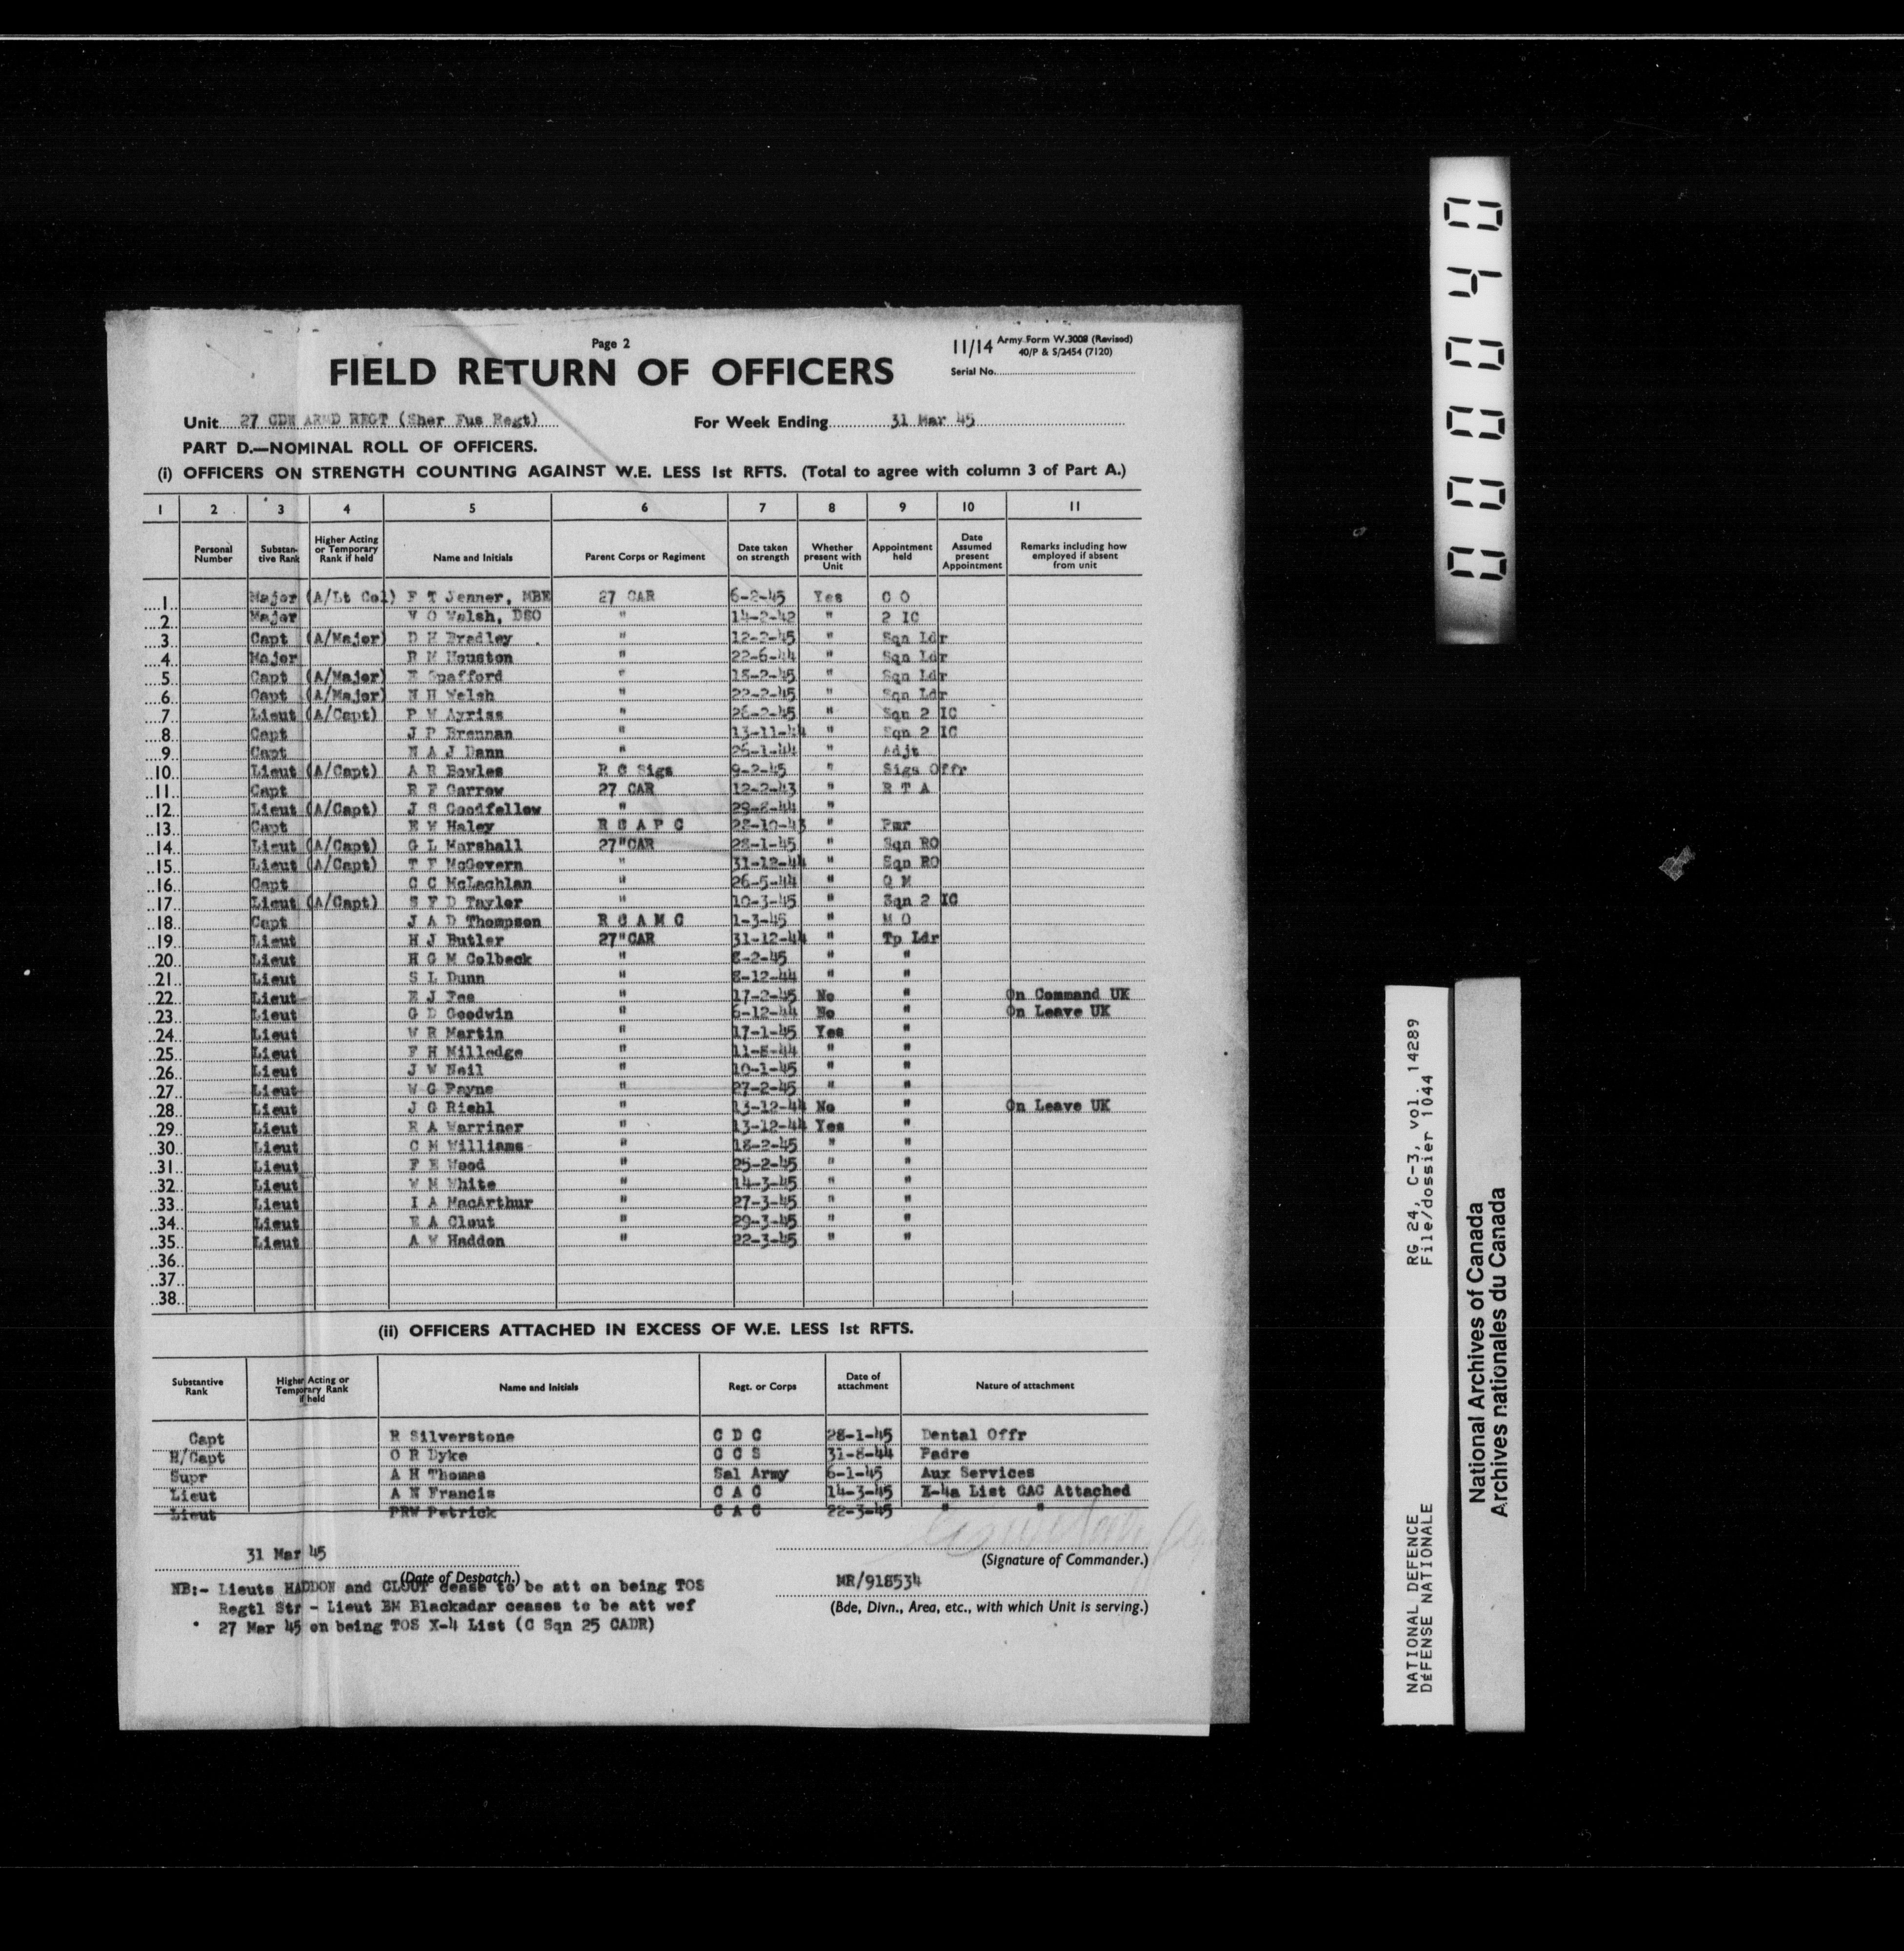 Page 2
FIELD RETURN OF OFFICERS
11/14 Army Form W.3008 (Revised)
40/P & S/2454 (7120)
Serial No.
Unit 27 CDN ARMD REGT (Sher Fus Regt) For Week Ending 31 Mar 45
PART D.—NOMINAL ROLL OF OFFICERS.
(i) OFFICERS ON STRENGTH COUNTING AGAINST W.E. LESS 1st RFTS. (Total to agree with column 3 of Part A.)
1 2 3 4 5 6 7 8 9 10 11
Personal Number Substantive Rank Higher Acting or Temporary Rank if held Name and Initials Parent Corps or Regiment Date taken on strength Whether present with Unit Appointment held Date Assumed present Appointment Remarks including how employed if absent from unit
1 Major (A/Lt Col) F T Jenner, MBE 27 CAR 6-2-45 Yes C O
2 Major V O Walsh, DSO " 14-2-42 " 2 IC
3 Capt (A/Major) D H Bradley " 12-2-45 " Sqn Ldr
4 Major R M Houston " 22-6-44 " Sqn Ldr
5 Capt (A/Major) E Spafford " 15-2-45 " Sqn Ldr
6 Capt (A/Major) N H Welsh " 22-2-45 " Sqn Ldr
7 Lieut (A/Capt) P W Ayriss " 26-2-45 " Sqn 2 IC
8 Capt J P Brennan " 13-11-44 " Sqn 2 IC
9 Capt N A J Dann " 25-1-44 " Adjt
10 Lieut (A/Capt) A R Bowles R C Sigs 9-2-45 " Sigs Offr
11 Capt R F Garrow 27 CAR 12-2-43 " R T A
12 Lieut (A/Capt) J S Goodfellow " 29-8-44 "
13 Capt E W Haley R C A P C 28-10-43 " Pmr
14 Lieut (A/Capt) G L Marshall 27"CAR 28-1-45 " Sqn RO
15 Lieut (A/Capt) T F McGovern " 31-12-44 " Sqn RO
16 Capt C C McLachlan " 26-5-44 " Q M
17 Lieut (A/Capt) S F D Taylor " 10-3-45 " Sqn 2 IC
18 Capt J A D Thompson R C A M C 1-3-45 " M O
19 Lieut H J Butler 27"CAR 31-12-44 " Tp Ldr
20 Lieut H G M Colbeck " 8-2-45 " "
21 Lieut S L Dunn " 8-12-44 " "
22 Lieut E J Fee " 17-2-45 No " On Command UK
23 Lieut G D Goodwin " 6-12-44 No " On Leave UK
24 Lieut W R Martin " 17-1-45 Yes "
25 Lieut F H Milledge " 11-8-44 " "
26 Lieut J W Neil " 10-1-45 " "
27 Lieut W G Payne " 27-2-45 " "
28 Lieut J G Riehl " 13-12-44 No " On Leave UK
29 Lieut R A Warriner " 13-12-44 Yes "
30 Lieut C M Williams " 18-2-45 " "
31 Lieut F E Wood " 25-2-45 " "
32 Lieut W M White " 14-3-45 " "
33 Lieut I A MacArthur " 27-3-45 " "
34 Lieut E A Clout " 29-3-45 " "
35 Lieut A W Haddon " 22-3-45 " "
36
37
38
(ii) OFFICERS ATTACHED IN EXCESS OF W.E. LESS 1st RFTS.
Substantive Rank Higher Acting or Temporary Rank if held Name and Initials Regt. or Corps Date of attachment Nature of attachment
Capt R Silverstone C D C 28-1-45 Dental Offr
H/Capt O R Dyke C C S 31-8-44 Padre
Supr A H Thomas Sal Army 6-1-45 Aux Services
Lieut A N Francis C A C 14-3-45 X-4a List CAC Attached
Lieut PRW Petrick C A C 22-3-45 " "
31 Mar 45
(Date of Despatch.)
(Signature of Commander.)
MR/918534
(Bde, Divn., Area, etc., with which Unit is serving.)
NB:- Lieuts HADDON and CLOUT cease to be att on being TOS
Regtl Str - Lieut BM Blackadar ceases to be att wef
27 Mar 45 on being TOS X-4 List (C Sqn 25 CADR)
000040
RG 24, C-3, vol. 14289
File/dossier 1044
NATIONAL DEFENCE
DÉFENSE NATIONALE
National Archives of Canada
Archives nationales du Canada